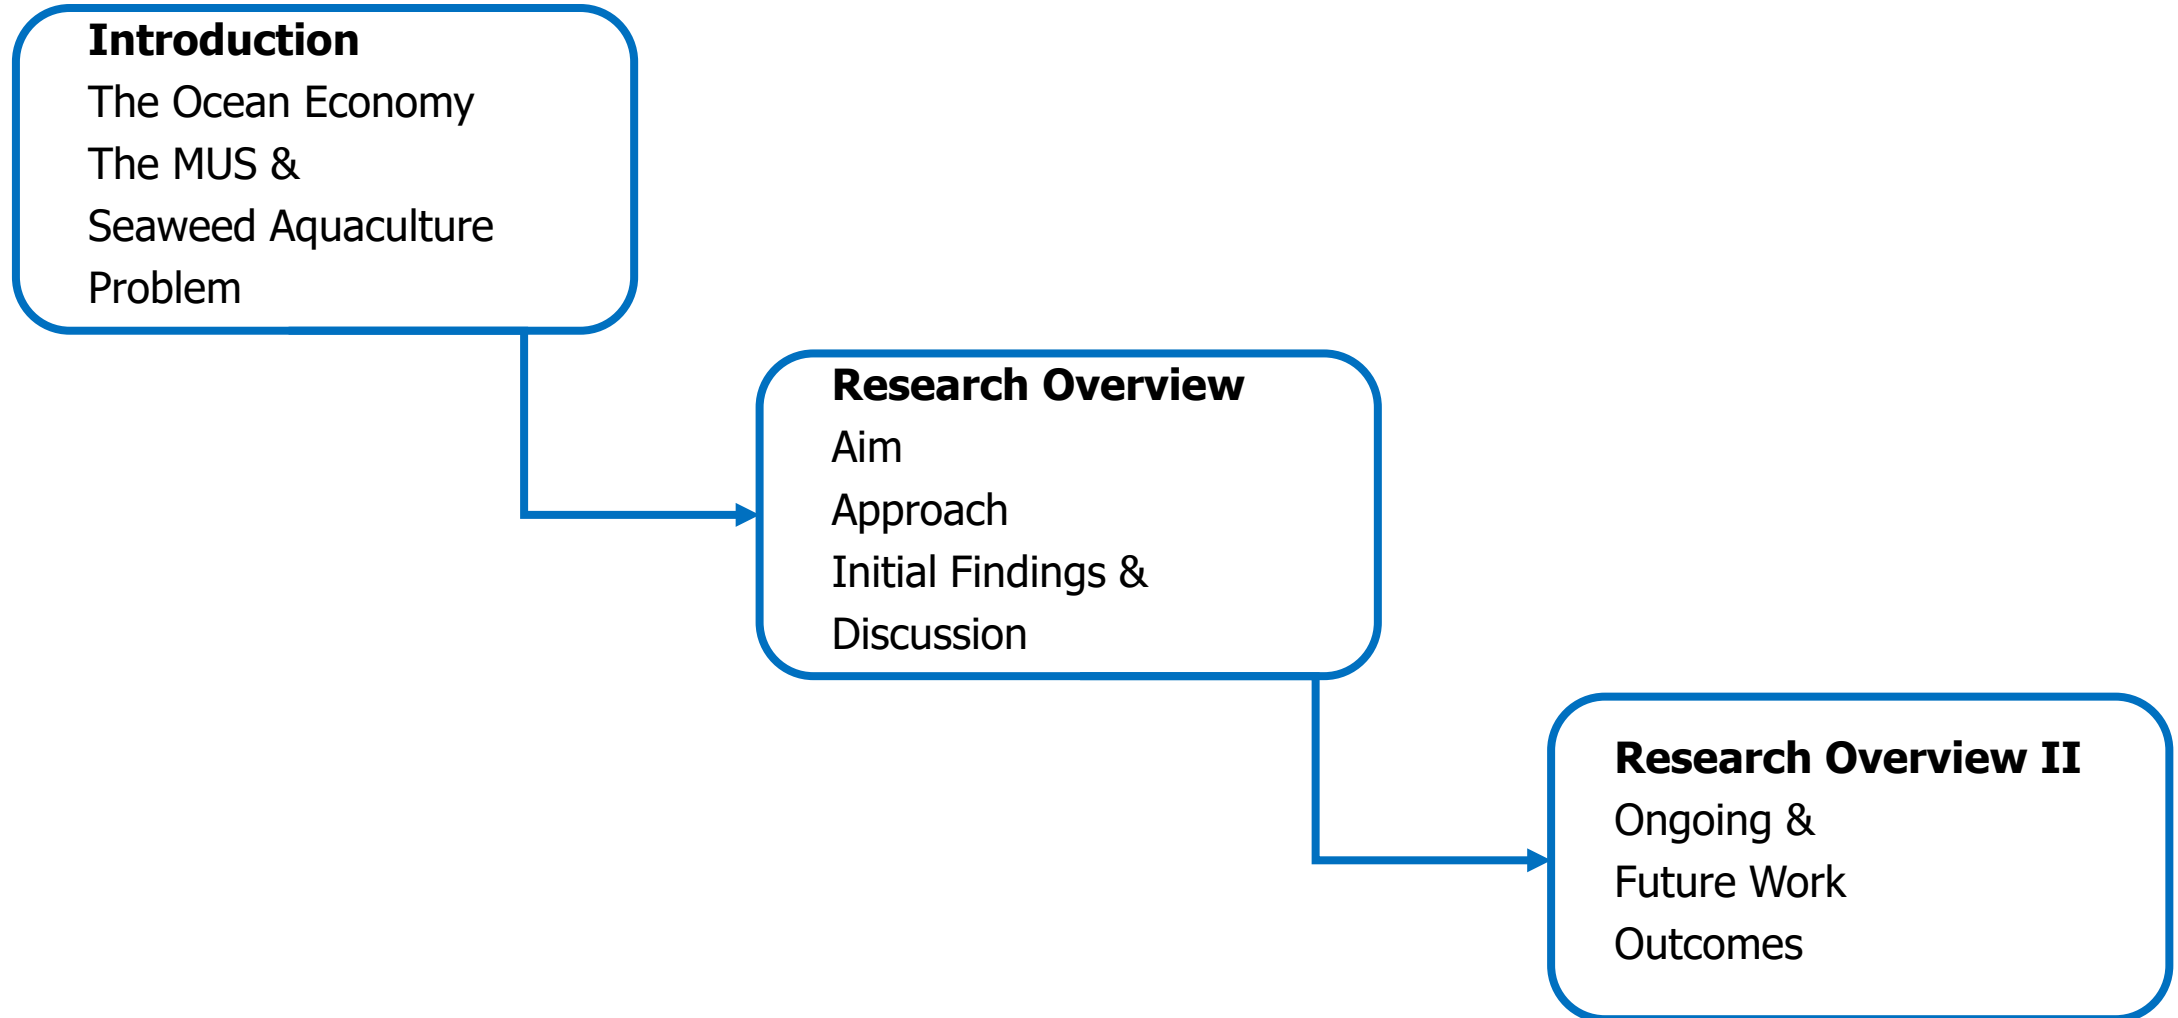 Introduction
The Ocean Economy
The MUS &
Seaweed Aquaculture
Problem
Research Overview
Aim
Approach
Initial Findings &
Discussion
Research Overview II
Ongoing &
Future Work
Outcomes